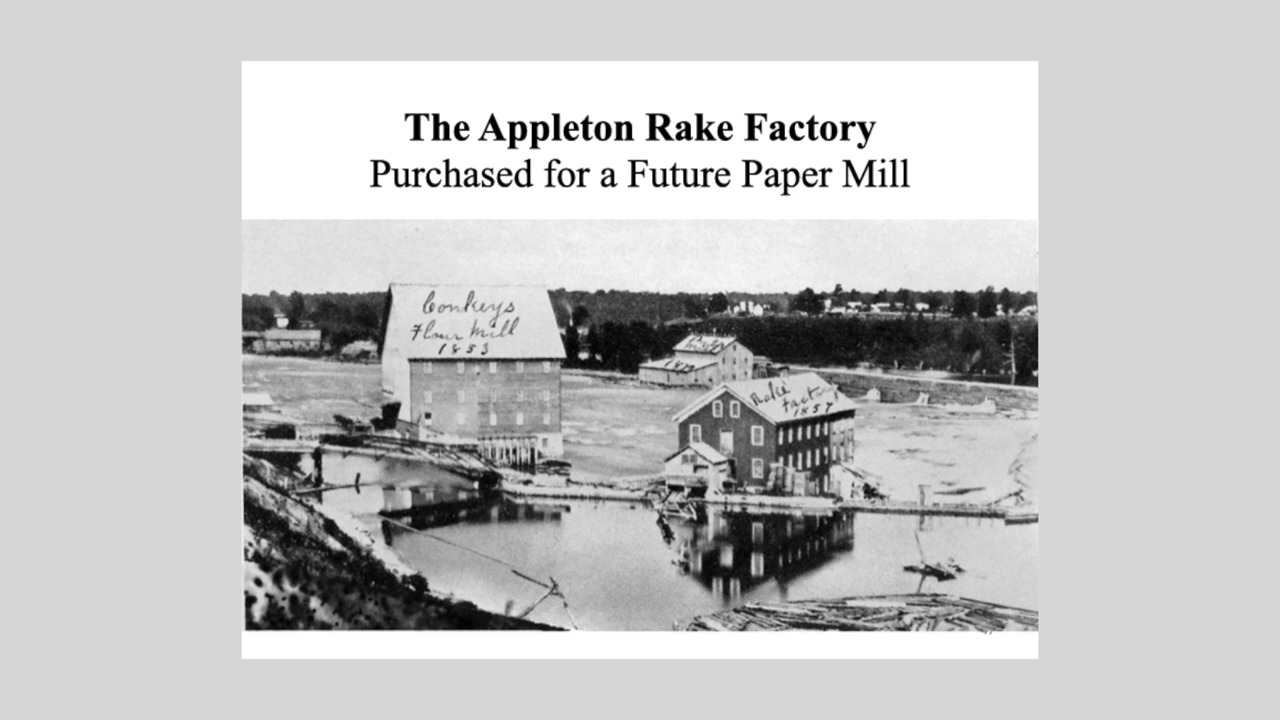 The Appleton Rake Factory
Purchased for a Future Paper Mill
Conkeys
Flour Mill
1853
Rake
Factory
1857